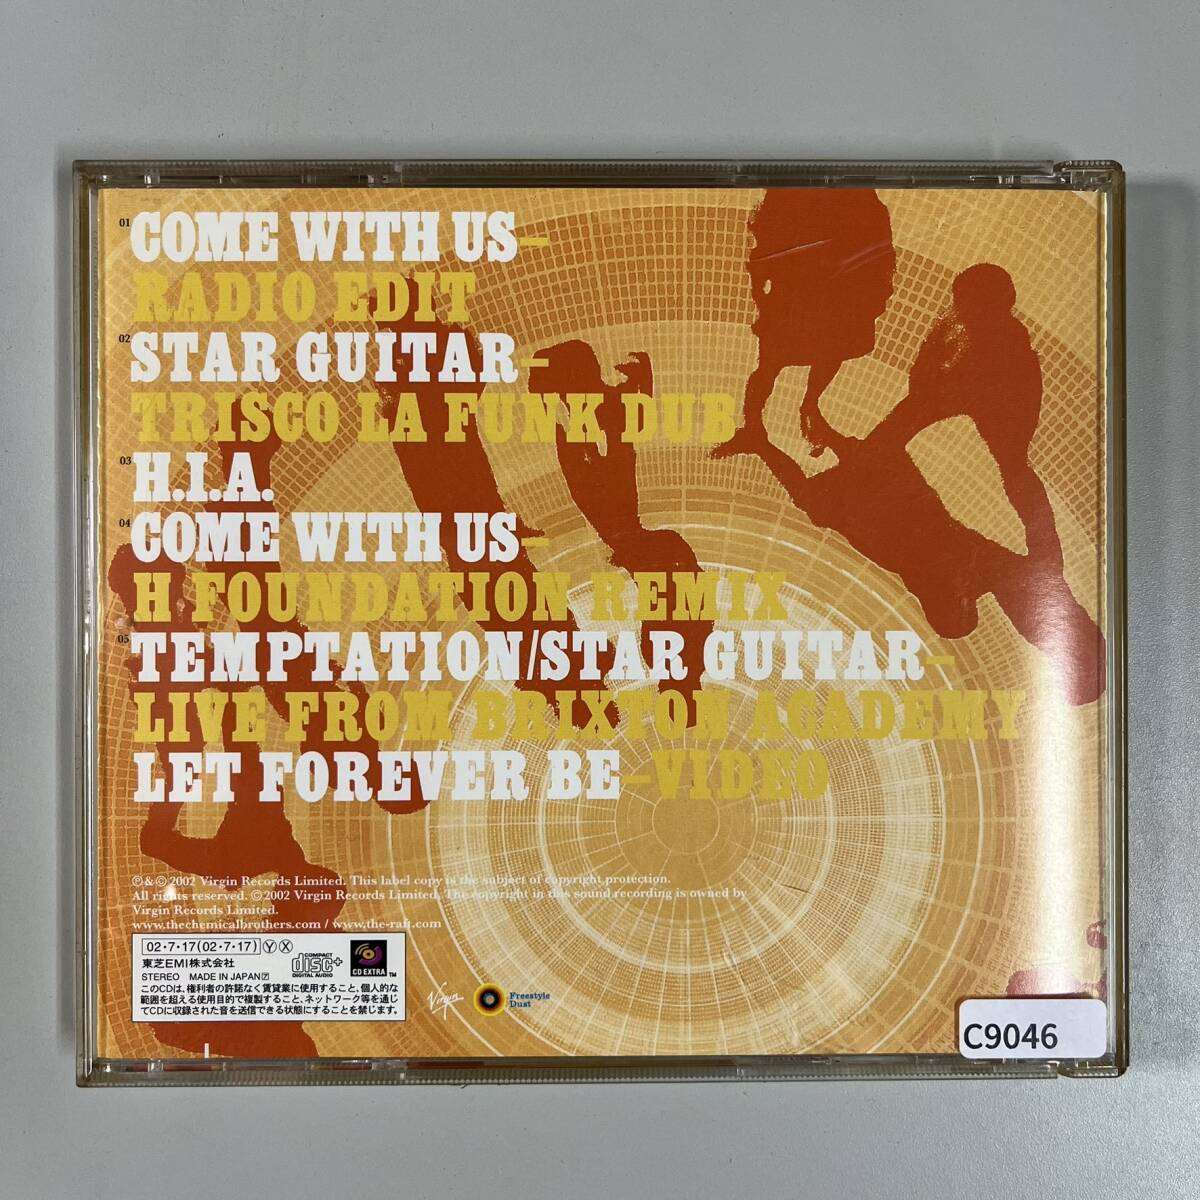 01 COME WITH US–
RADIO EDIT
02 STAR GUITAR–
TRISCO LA FUNK DUB
03 H.I.A.
04 COME WITH US–
H FOUNDATION REMIX
05 TEMPTATION/STAR GUITAR–
LIVE FROM BRIXTON ACADEMY
LET FOREVER BE–VIDEO
℗&©2002 Virgin Records Limited. This label copy is the subject of copyright protection.
All rights reserved. ©2002 Virgin Records Limited. The copyright in this sound recording is owned by
Virgin Records Limited.
www.thechemicalbrothers.com / www.the-raft.com
02・7・17(02・7・17) Ⓨ Ⓧ
東芝EMI株式会社
STEREO MADE IN JAPAN
COMPACT
disc+
DIGITAL AUDIO
CD EXTRA ™
このCDは、権利者の許諾なく賃貸業に使用すること、個人的な
範囲を超える使用目的で複製すること、ネットワーク等を通じ
てCDに収録された音を送信できる状態にすることを禁じます。
Virgin
Freestyle
Dust
C9046